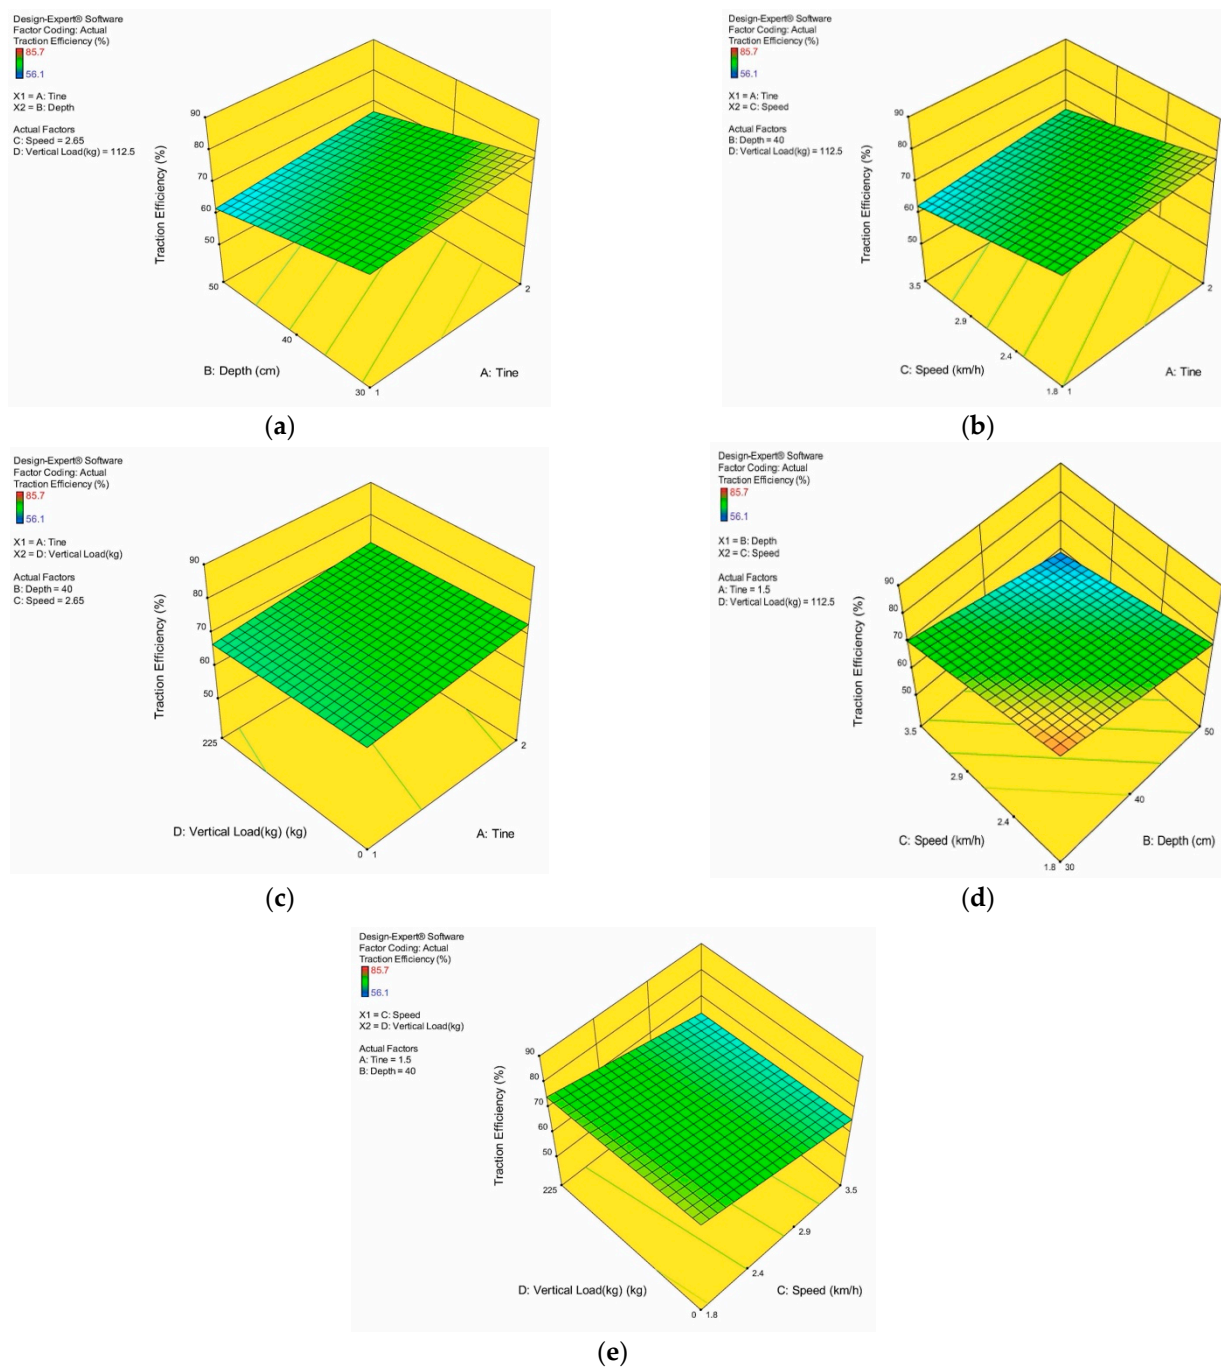 Design-Expert® Software
Factor Coding: Actual
Traction Efficiency (%)
85.7
56.1
X1 = A: Tine
X2 = B: Depth
Actual Factors
C: Speed = 2.65
D: Vertical Load(kg) = 112.5
90
80
70
60
50
Traction Efficiency (%)
50
40
30
1
2
B: Depth (cm)
A: Tine
(a)
Design-Expert® Software
Factor Coding: Actual
Traction Efficiency (%)
85.7
56.1
X1 = A: Tine
X2 = C: Speed
Actual Factors
B: Depth = 40
D: Vertical Load(kg) = 112.5
90
80
70
60
50
Traction Efficiency (%)
3.5
2.9
2.4
1.8
1
2
C: Speed (km/h)
A: Tine
(b)
Design-Expert® Software
Factor Coding: Actual
Traction Efficiency (%)
85.7
56.1
X1 = A: Tine
X2 = D: Vertical Load(kg)
Actual Factors
B: Depth = 40
C: Speed = 2.65
90
80
70
60
50
Traction Efficiency (%)
225
0
1
2
D: Vertical Load(kg) (kg)
A: Tine
(c)
Design-Expert® Software
Factor Coding: Actual
Traction Efficiency (%)
85.7
56.1
X1 = B: Depth
X2 = C: Speed
Actual Factors
A: Tine = 1.5
D: Vertical Load(kg) = 112.5
90
80
70
60
50
Traction Efficiency (%)
3.5
2.9
2.4
1.8
30
40
50
C: Speed (km/h)
B: Depth (cm)
(d)
Design-Expert® Software
Factor Coding: Actual
Traction Efficiency (%)
85.7
56.1
X1 = C: Speed
X2 = D: Vertical Load(kg)
Actual Factors
A: Tine = 1.5
B: Depth = 40
90
80
70
60
50
Traction Efficiency (%)
225
0
1.8
2.4
2.9
3.5
D: Vertical Load(kg) (kg)
C: Speed (km/h)
(e)